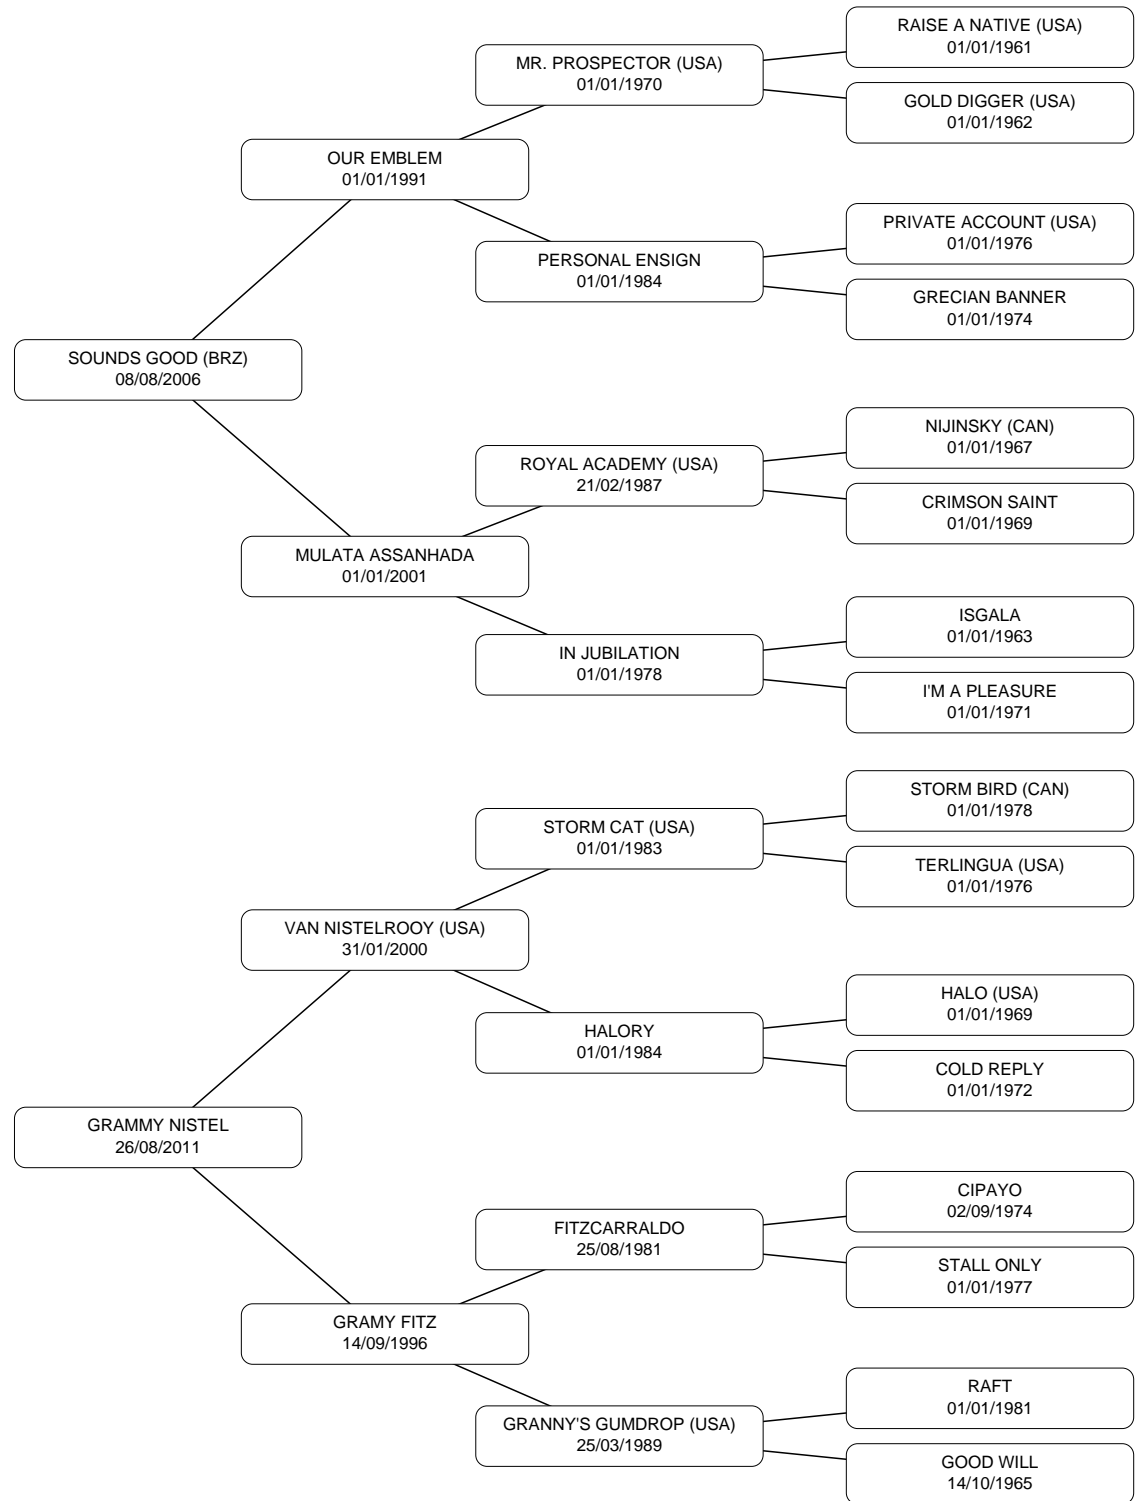 RAISE A NATIVE (USA)
01/01/1961
MR. PROSPECTOR (USA)
01/01/1970
GOLD DIGGER (USA)
01/01/1962
OUR EMBLEM
01/01/1991
PRIVATE ACCOUNT (USA)
01/01/1976
PERSONAL ENSIGN
01/01/1984
GRECIAN BANNER
01/01/1974
SOUNDS GOOD (BRZ)
08/08/2006
NIJINSKY (CAN)
01/01/1967
ROYAL ACADEMY (USA)
21/02/1987
CRIMSON SAINT
01/01/1969
MULATA ASSANHADA
01/01/2001
ISGALA
01/01/1963
IN JUBILATION
01/01/1978
I'M A PLEASURE
01/01/1971
STORM BIRD (CAN)
01/01/1978
STORM CAT (USA)
01/01/1983
TERLINGUA (USA)
01/01/1976
VAN NISTELROOY (USA)
31/01/2000
HALO (USA)
01/01/1969
HALORY
01/01/1984
COLD REPLY
01/01/1972
GRAMMY NISTEL
26/08/2011
CIPAYO
02/09/1974
FITZCARRALDO
25/08/1981
STALL ONLY
01/01/1977
GRAMY FITZ
14/09/1996
RAFT
01/01/1981
GRANNY'S GUMDROP (USA)
25/03/1989
GOOD WILL
14/10/1965